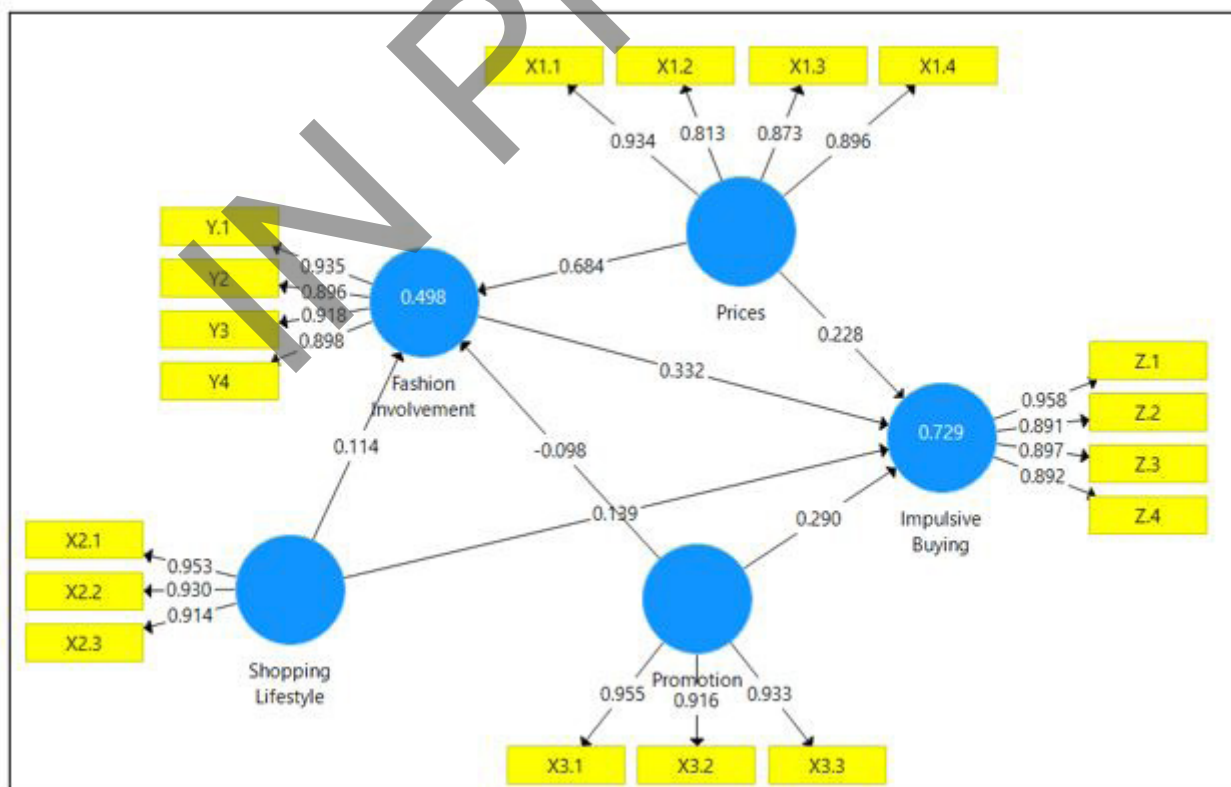 X1.1 X1.2 X1.3 X1.4
0.934 0.813 0.873 0.896
Prices
0.684
0.228
Y.1
Y2
Y3
Y4
0.935
0.896
0.918
0.898
0.498
Fashion
Involvement
0.332
0.114
-0.098
0.139
0.290
0.729
Impulsive
Buying
0.958
0.891
0.897
0.892
Z.1
Z.2
Z.3
Z.4
X2.1
X2.2
X2.3
0.953
0.930
0.914
Shopping
Lifestyle
Promotion
0.955 0.916 0.933
X3.1 X3.2 X3.3
IN P